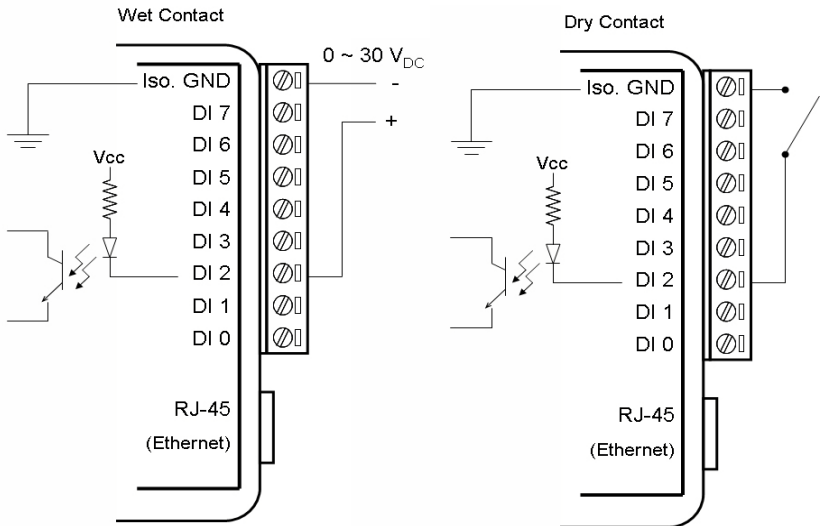 Wet Contact
0 ~ 30 VDC
Iso. GND
-
DI 7
+
DI 6
Vcc
DI 5
DI 4
DI 3
DI 2
DI 1
DI 0
RJ-45
(Ethernet)
Dry Contact
Iso. GND
DI 7
DI 6
Vcc
DI 5
DI 4
DI 3
DI 2
DI 1
DI 0
RJ-45
(Ethernet)